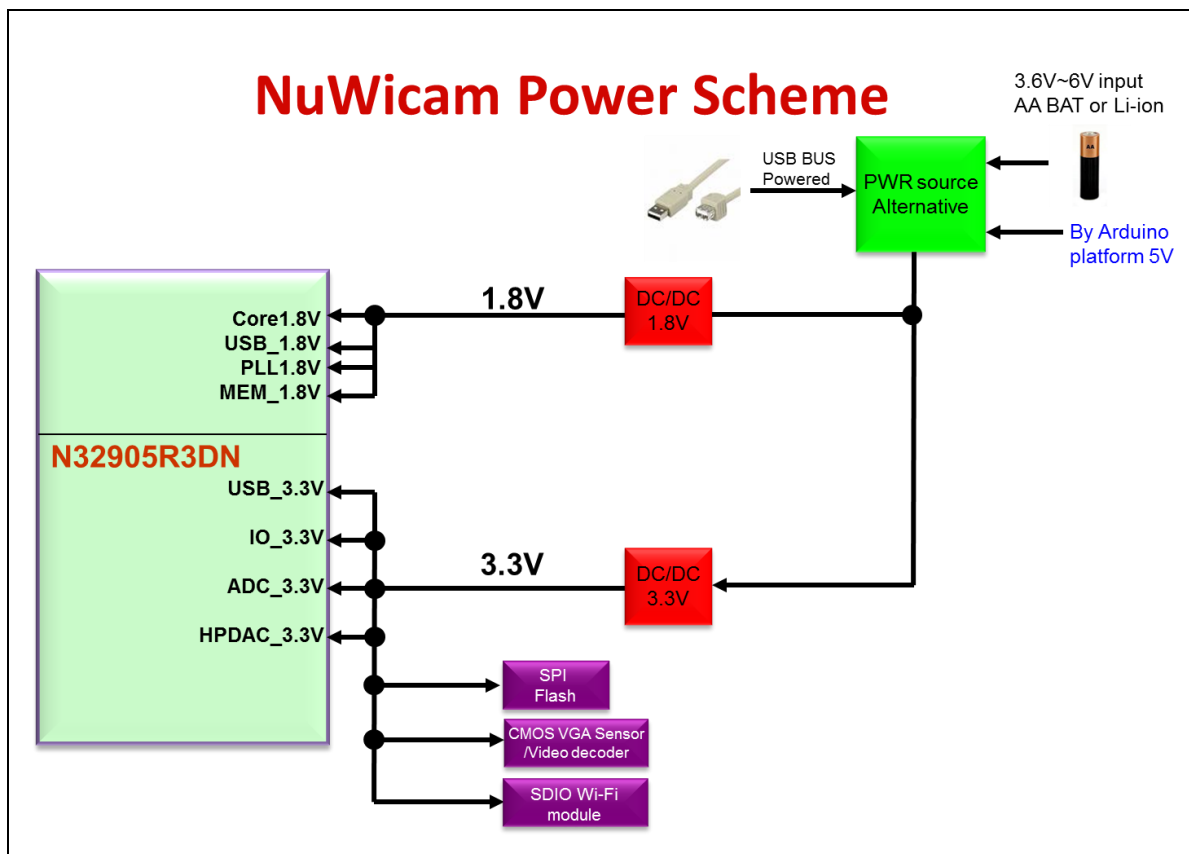 NuWicam Power Scheme
3.6V~6V input
AA BAT or Li-ion
AA
USB BUS
Powered
PWR source
Alternative
By Arduino
platform 5V
1.8V
DC/DC
1.8V
Core1.8V
USB_1.8V
PLL1.8V
MEM_1.8V
N32905R3DN
USB_3.3V
IO_3.3V
ADC_3.3V
HPDAC_3.3V
3.3V
DC/DC
3.3V
SPI
Flash
CMOS VGA Sensor
/Video decoder
SDIO Wi-Fi
module